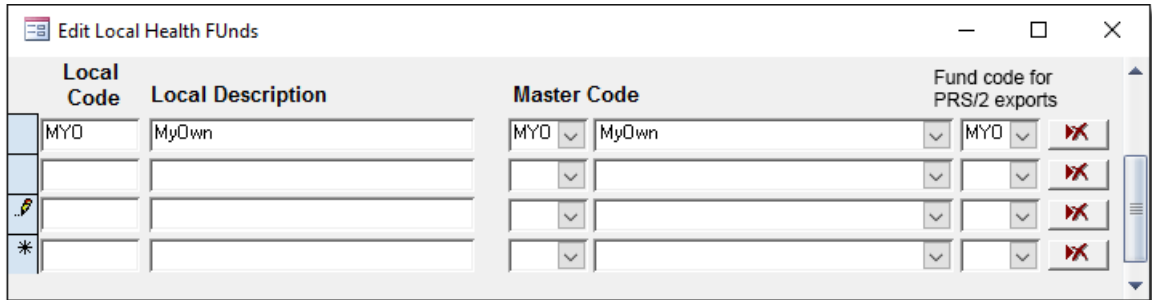 Edit Local Health FUnds
Local Code
Local Description
Master Code
Fund code for PRS/2 exports
MYO MyOwn MYO MyOwn MYO